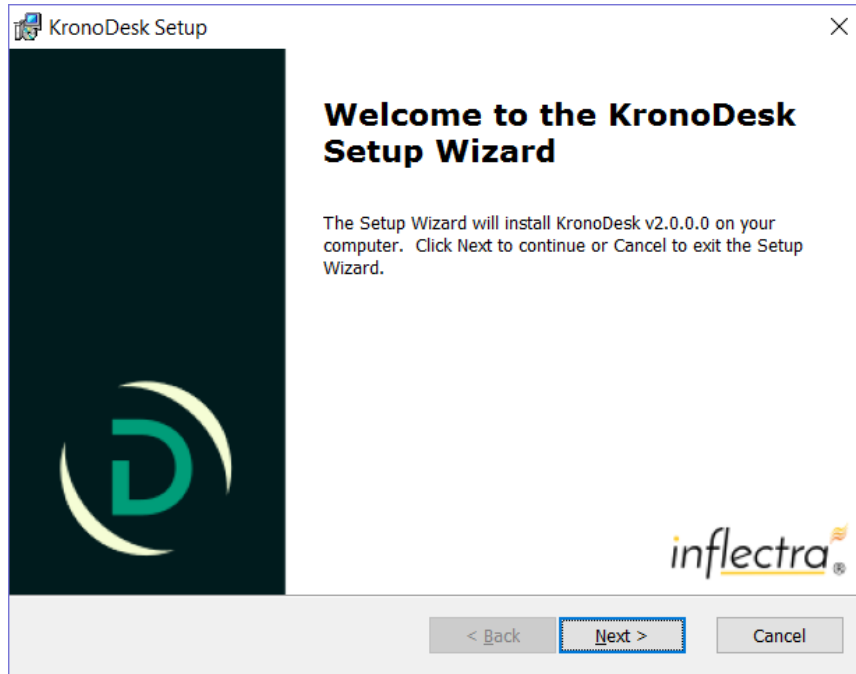 KronoDesk Setup
Welcome to the KronoDesk
Setup Wizard
The Setup Wizard will install KronoDesk v2.0.0.0 on your
computer.  Click Next to continue or Cancel to exit the Setup
Wizard.
D
inflectra®
< Back
Next >
Cancel